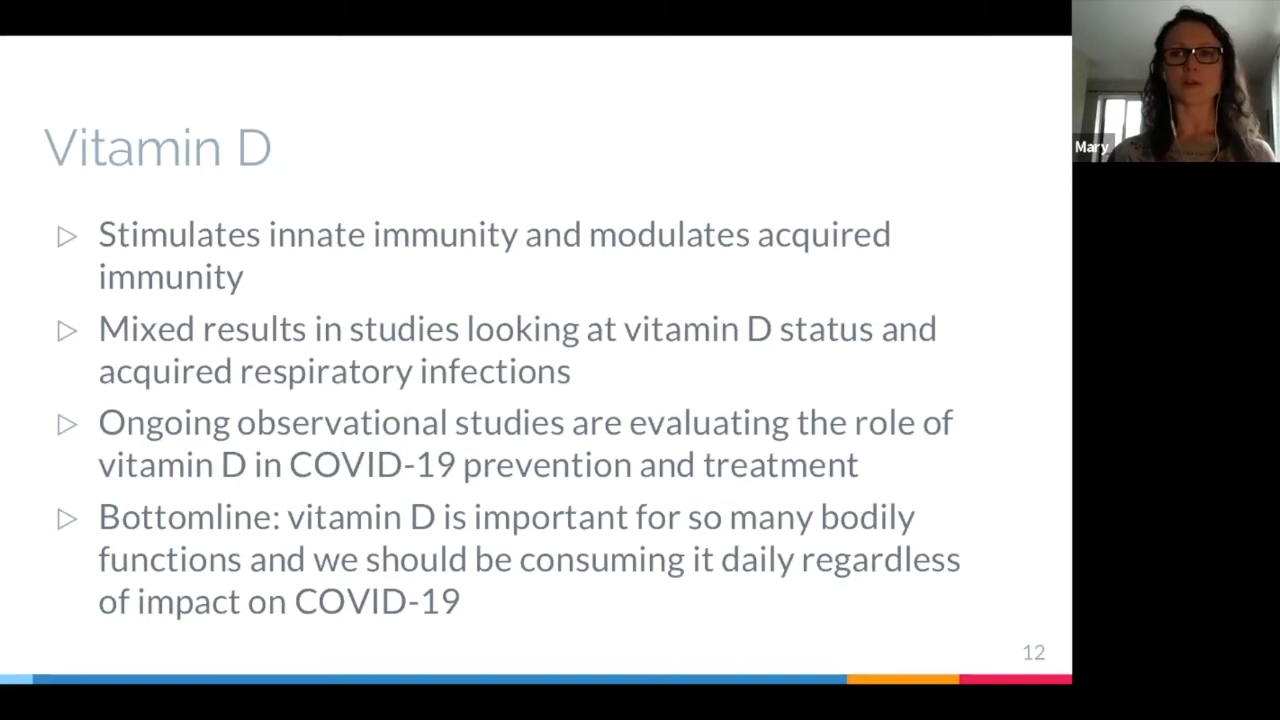 Vitamin D
Stimulates innate immunity and modulates acquired
immunity
Mixed results in studies looking at vitamin D status and
acquired respiratory infections
Ongoing observational studies are evaluating the role of
vitamin D in COVID-19 prevention and treatment
Bottomline: vitamin D is important for so many bodily
functions and we should be consuming it daily regardless
of impact on COVID-19
12
Mary